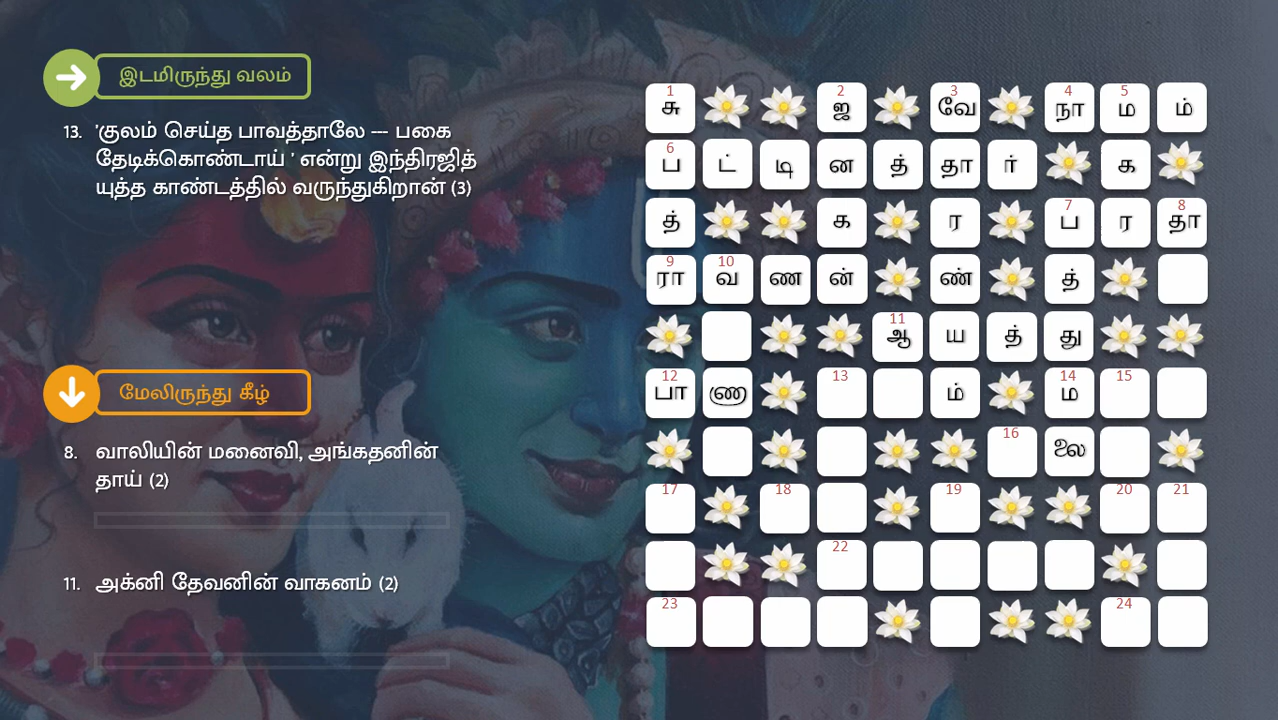 இடமிருந்து வலம்
13. 'குலம் செய்த பாவத்தாலே --- பகை
தேடிக்கொண்டாய் ' என்று இந்திரஜித்
யுத்த காண்டத்தில் வருந்துகிறான் (3)
மேலிருந்து கீழ்
8. வாலியின் மனைவி, அங்கதனின்
தாய் (2)
11. அக்னி தேவனின் வாகனம் (2)
1 2 3 4 5
சு ஜ வே நா ம ம்
6
ப ட் டி ன த் தா ர் க
7 8
த் க ர ப ர தா
9 10
ரா வ ண ன் ண் த்
11
ஆ ய த் து
12 13 14 15
பா ணு ம் ம
16
லை
17 18 19 20 21
22
23 24